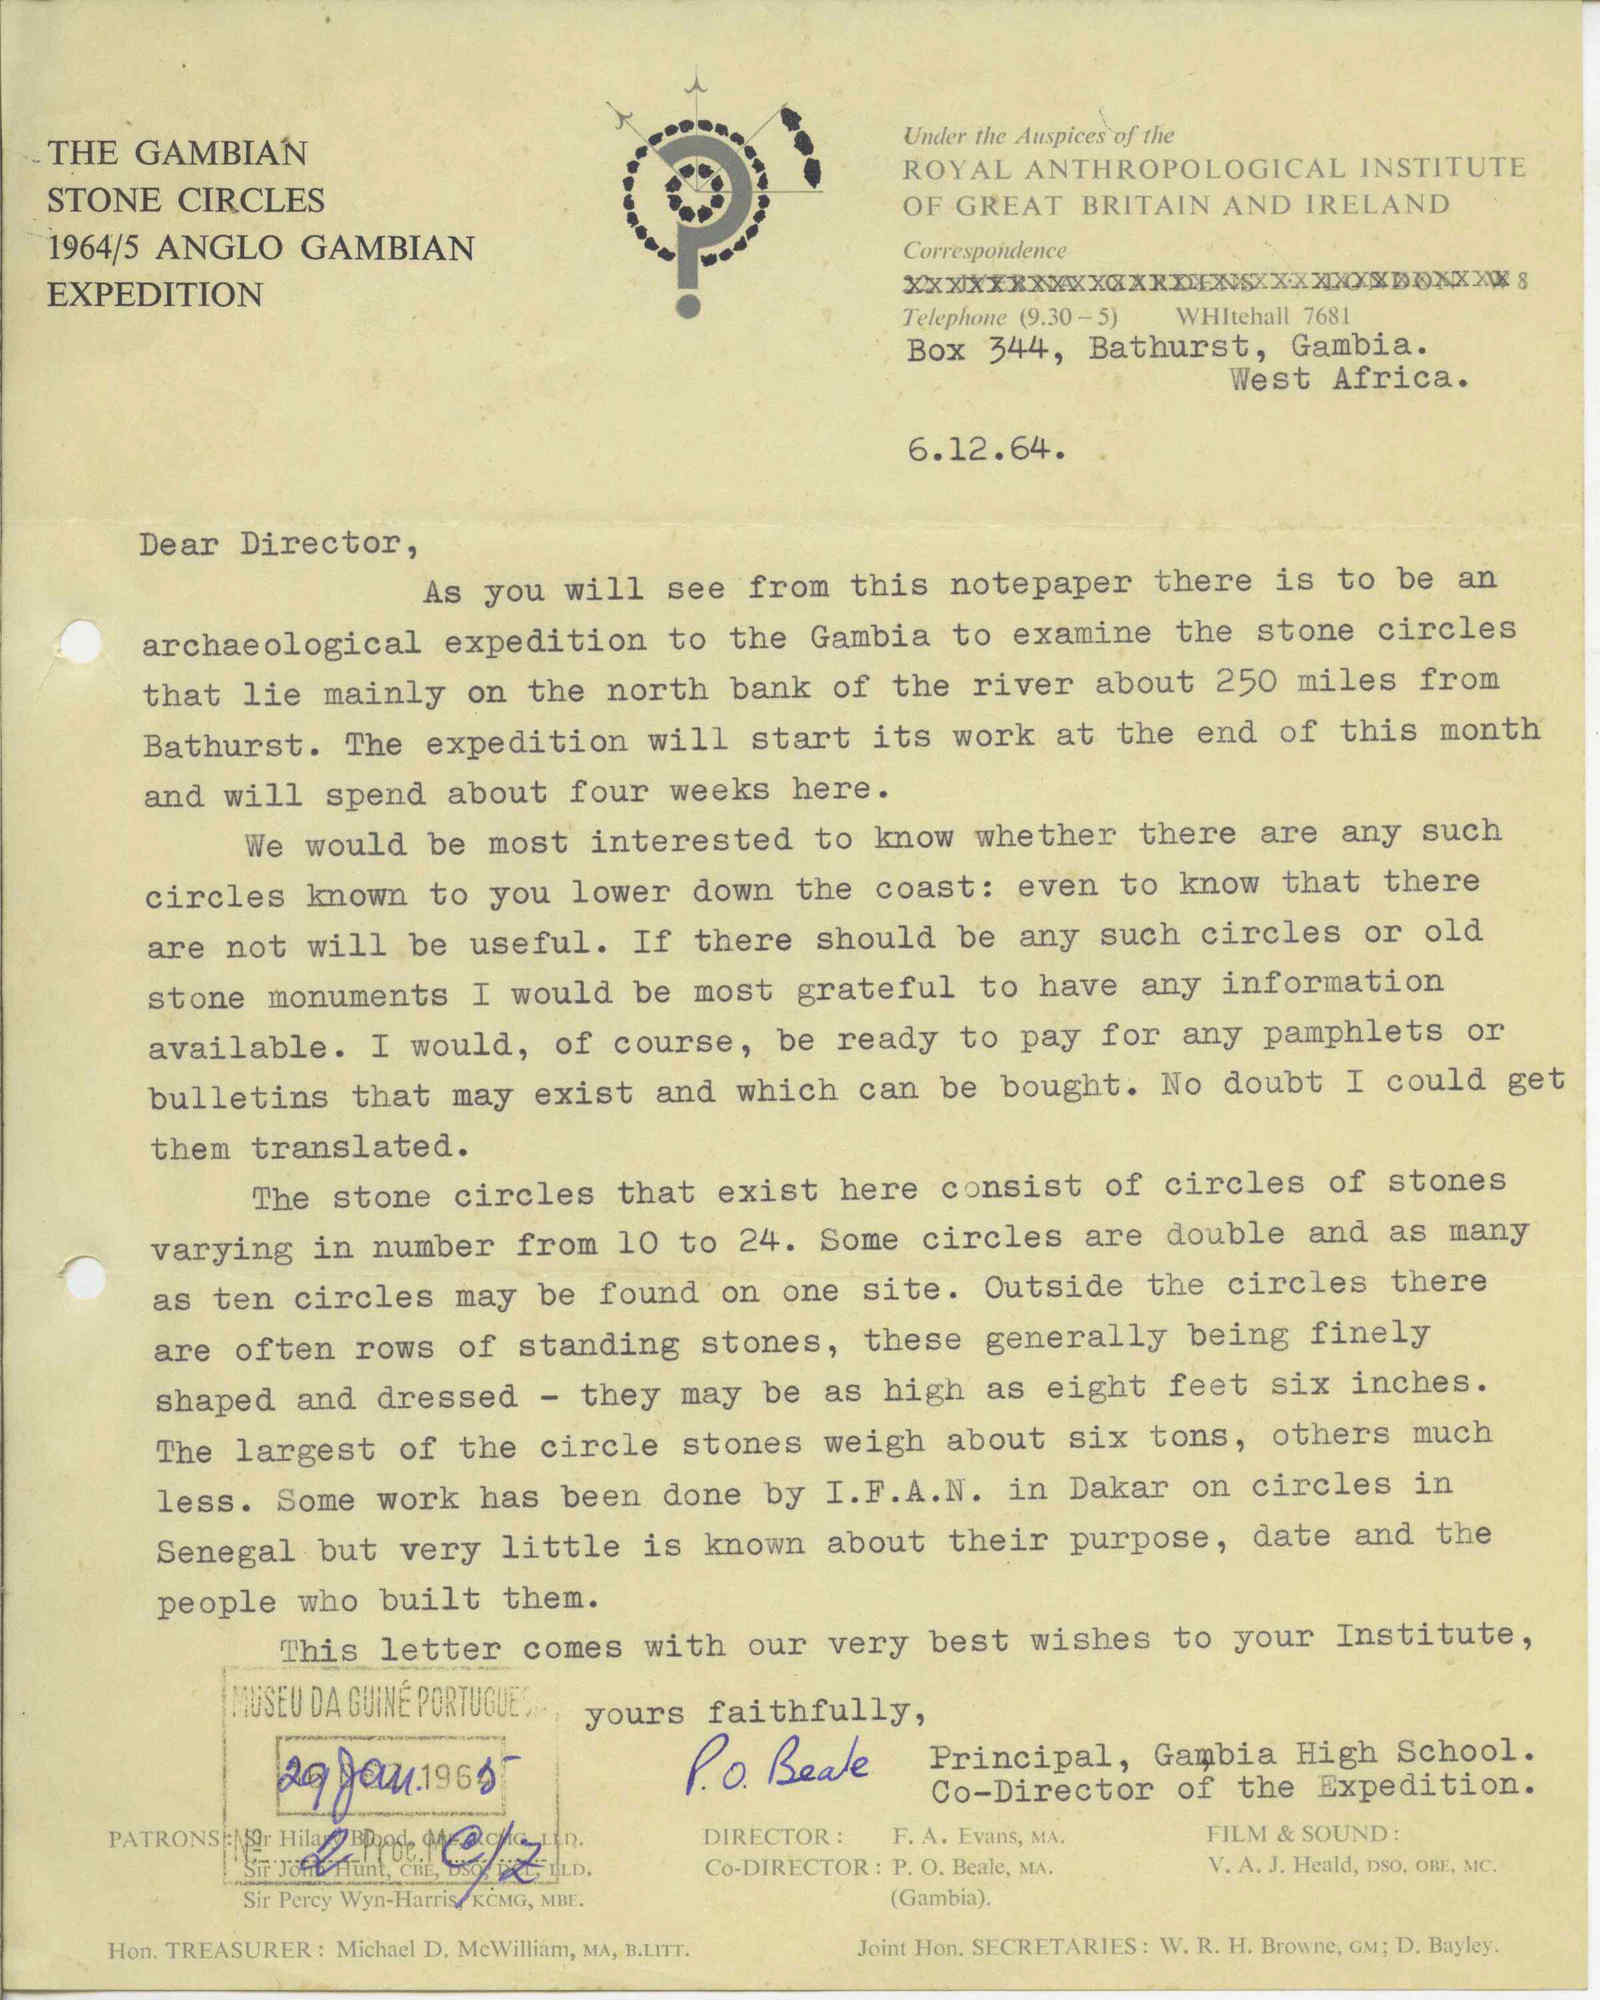 THE GAMBIAN
STONE CIRCLES
1964/5 ANGLO GAMBIAN
EXPEDITION
Under the Auspices of the
ROYAL ANTHROPOLOGICAL INSTITUTE
OF GREAT BRITAIN AND IRELAND
Correspondence
8
Telephone (9.30–5) WHItehall 7681
Box 344, Bathurst, Gambia.
West Africa.
6.12.64.
Dear Director,
As you will see from this notepaper there is to be an
archaeological expedition to the Gambia to examine the stone circles
that lie mainly on the north bank of the river about 250 miles from
Bathurst. The expedition will start its work at the end of this month
and will spend about four weeks here.
We would be most interested to know whether there are any such
circles known to you lower down the coast: even to know that there
are not will be useful. If there should be any such circles or old
stone monuments I would be most grateful to have any information
available. I would, of course, be ready to pay for any pamphlets or
bulletins that may exist and which can be bought. No doubt I could get
them translated.
The stone circles that exist here consist of circles of stones
varying in number from 10 to 24. Some circles are double and as many
as ten circles may be found on one site. Outside the circles there
are often rows of standing stones, these generally being finely
shaped and dressed - they may be as high as eight feet six inches.
The largest of the circle stones weigh about six tons, others much
less. Some work has been done by I.F.A.N. in Dakar on circles in
Senegal but very little is known about their purpose, date and the
people who built them.
This letter comes with our very best wishes to your Institute,
yours faithfully,
P. O. Beale
Principal, Gambia High School.
Co-Director of the Expedition.
MUSEU DA GUINÉ PORTUGUE
29 Jan. 1965
Nº 2 Proc. C/2
PATRONS: Sir Hilary Blood, KCMG, LLD.
Sir John Hunt, CBE, DSO, LLD.
Sir Percy Wyn-Harris, KCMG, MBE.
DIRECTOR: F. A. Evans, MA.
Co-DIRECTOR: P. O. Beale, MA.
(Gambia).
FILM & SOUND:
V. A. J. Heald, DSO, OBE, MC.
Hon. TREASURER: Michael D. McWilliam, MA, B.LITT.
Joint Hon. SECRETARIES: W. R. H. Browne, GM; D. Bayley.